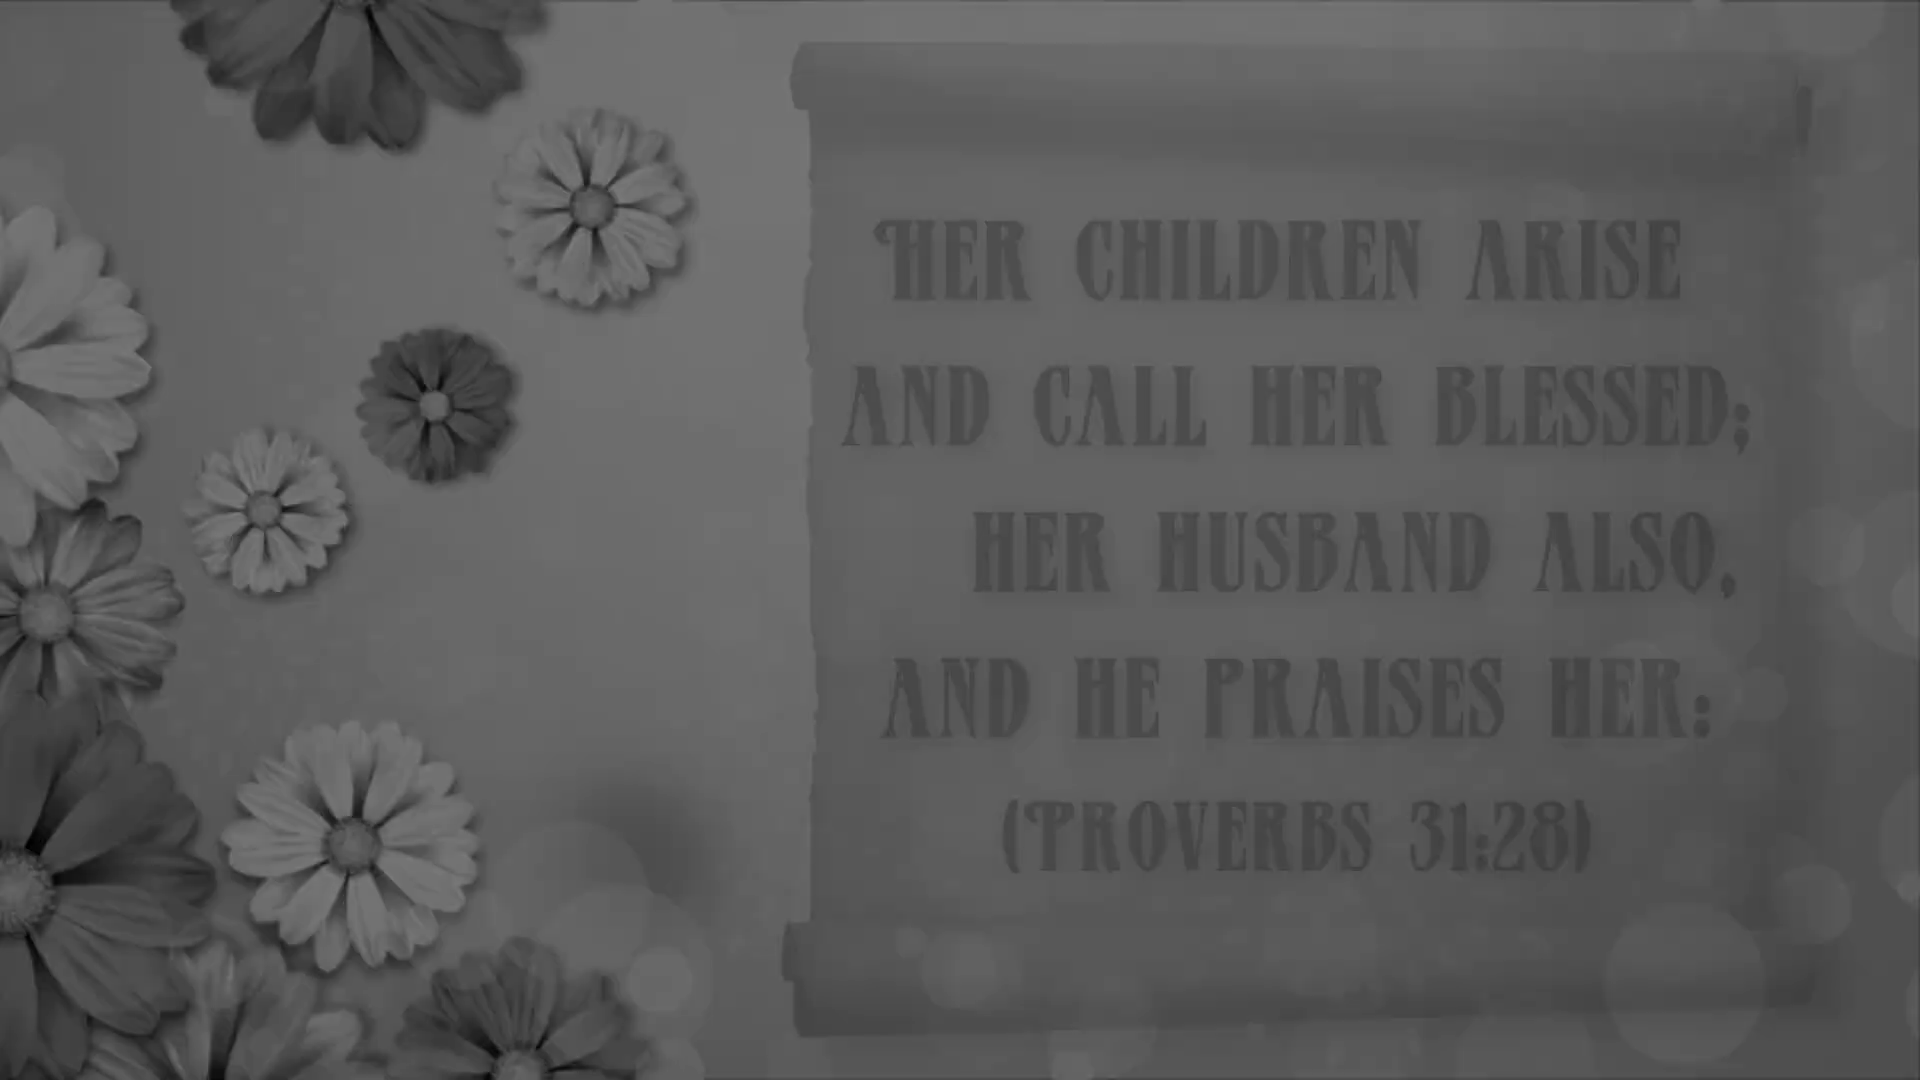 HER CHILDREN ARISE
AND CALL HER BLESSED;
HER HUSBAND ALSO,
AND HE PRAISES HER:
(PROVERBS 31:28)